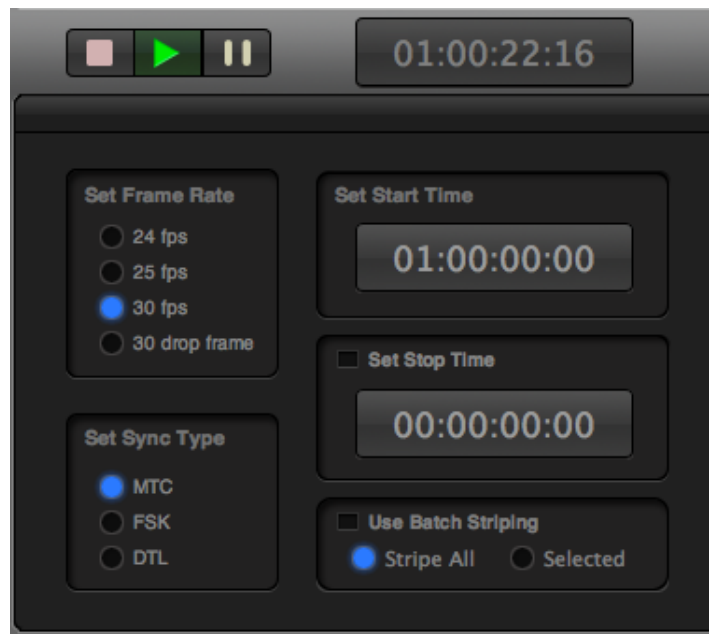 01:00:22:16
Set Frame Rate
24 fps
25 fps
30 fps
30 drop frame
Set Start Time
01:00:00:00
Set Stop Time
00:00:00:00
Set Sync Type
MTC
FSK
DTL
Use Batch Striping
Stripe All Selected